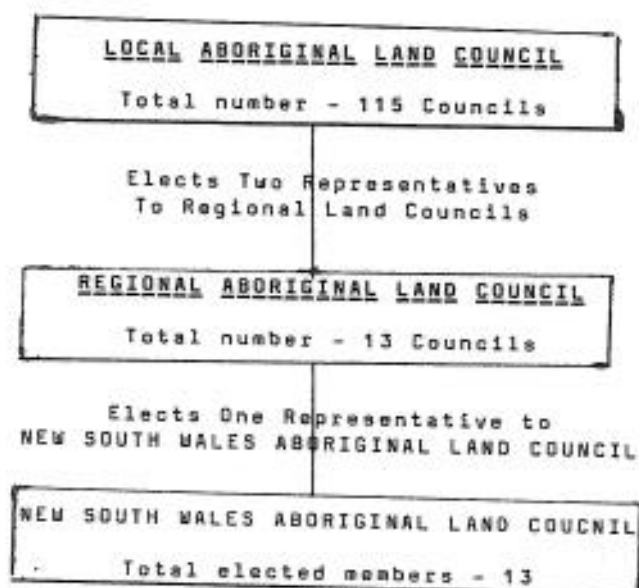 LOCAL ABORIGINAL LAND COUNCIL
Total number - 115 Councils
Elects Two Representatives
To Regional Land Councils
REGIONAL ABORIGINAL LAND COUNCIL
Total number - 13 Councils
Elects One Representative to
NEW SOUTH WALES ABORIGINAL LAND COUNCIL
NEW SOUTH WALES ABORIGINAL LAND COUCNIL
Total elected members - 13